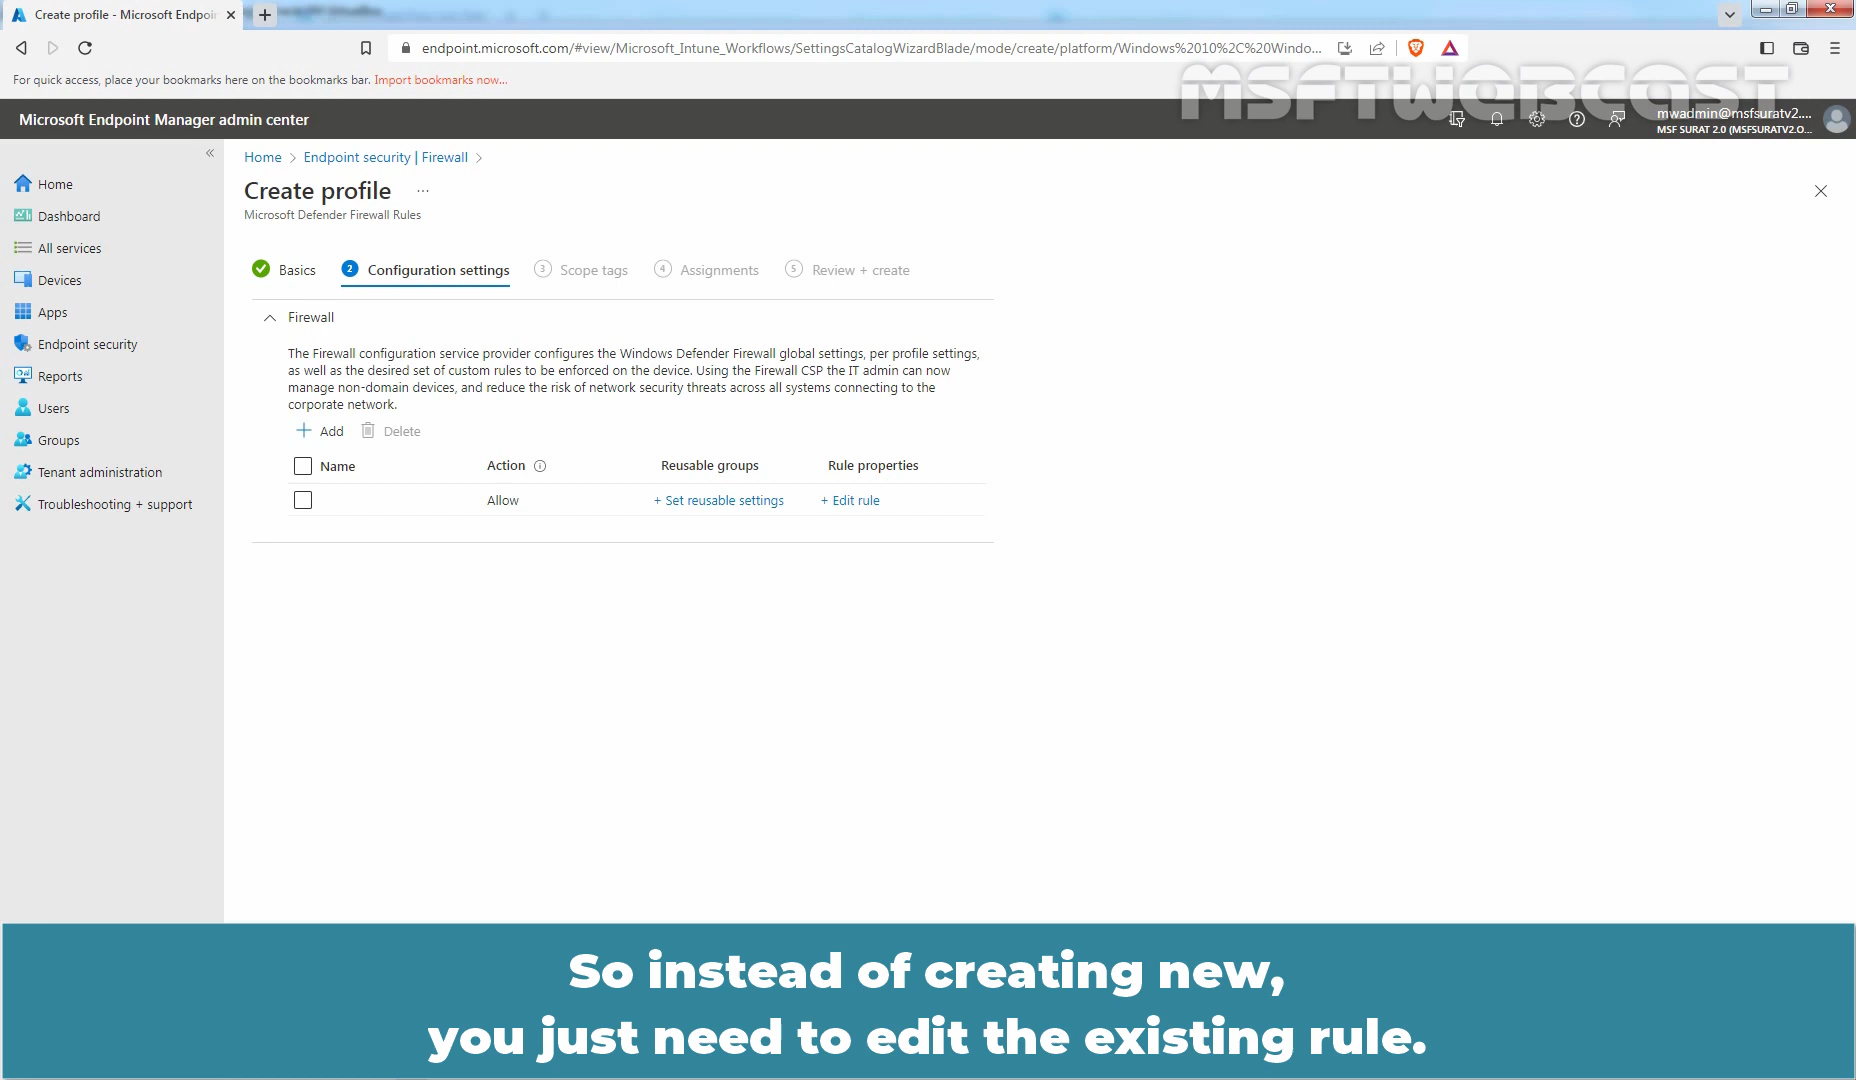 Create profile - Microsoft Endpoin
endpoint.microsoft.com/#view/Microsoft_Intune_Workflows/SettingsCatalogWizardBlade/mode/create/platform/Windows%2010%2C%20Windo...
For quick access, place your bookmarks here on the bookmarks bar. Import bookmarks now...
MSFTWEBCAST
Microsoft Endpoint Manager admin center
mwadmin@msfsuratv2....
MSF SURAT 2.0 (MSFSURATV2.O...
Home
Dashboard
All services
Devices
Apps
Endpoint security
Reports
Users
Groups
Tenant administration
Troubleshooting + support
Home > Endpoint security | Firewall >
Create profile ...
Microsoft Defender Firewall Rules
Basics 2 Configuration settings 3 Scope tags 4 Assignments 5 Review + create
Firewall
The Firewall configuration service provider configures the Windows Defender Firewall global settings, per profile settings,
as well as the desired set of custom rules to be enforced on the device. Using the Firewall CSP the IT admin can now
manage non-domain devices, and reduce the risk of network security threats across all systems connecting to the
corporate network.
+ Add Delete
Name Action Reusable groups Rule properties
Allow + Set reusable settings + Edit rule
So instead of creating new,
you just need to edit the existing rule.